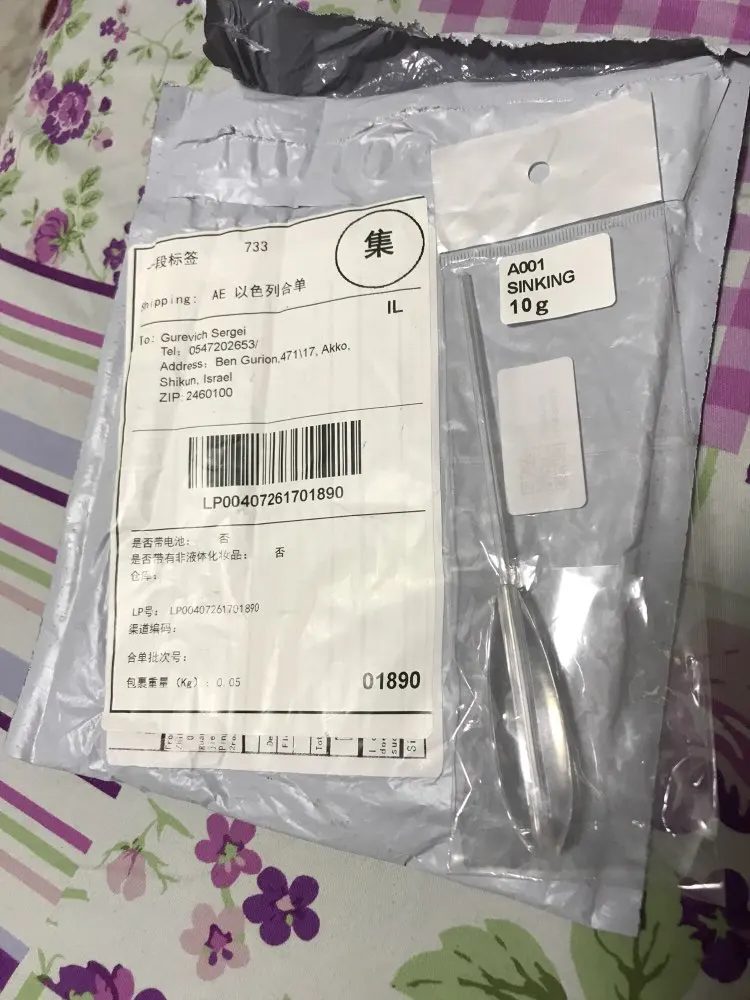 段标签
733
集
Shipping: AE 以色列合单
IL
To: Gurevich Sergei
Tel: 0547202653/
Address: Ben Gurion,471\17, Akko,
Shikun, Israel
ZIP: 2460100
LP00407261701890
是否带电池: 否
是否带有非液体化妆品: 否
仓库:
LP号: LP00407261701890
渠道编码:
合单批次号:
包裹重量 (Kg): 0.05
01890
A001
SINKING
10g